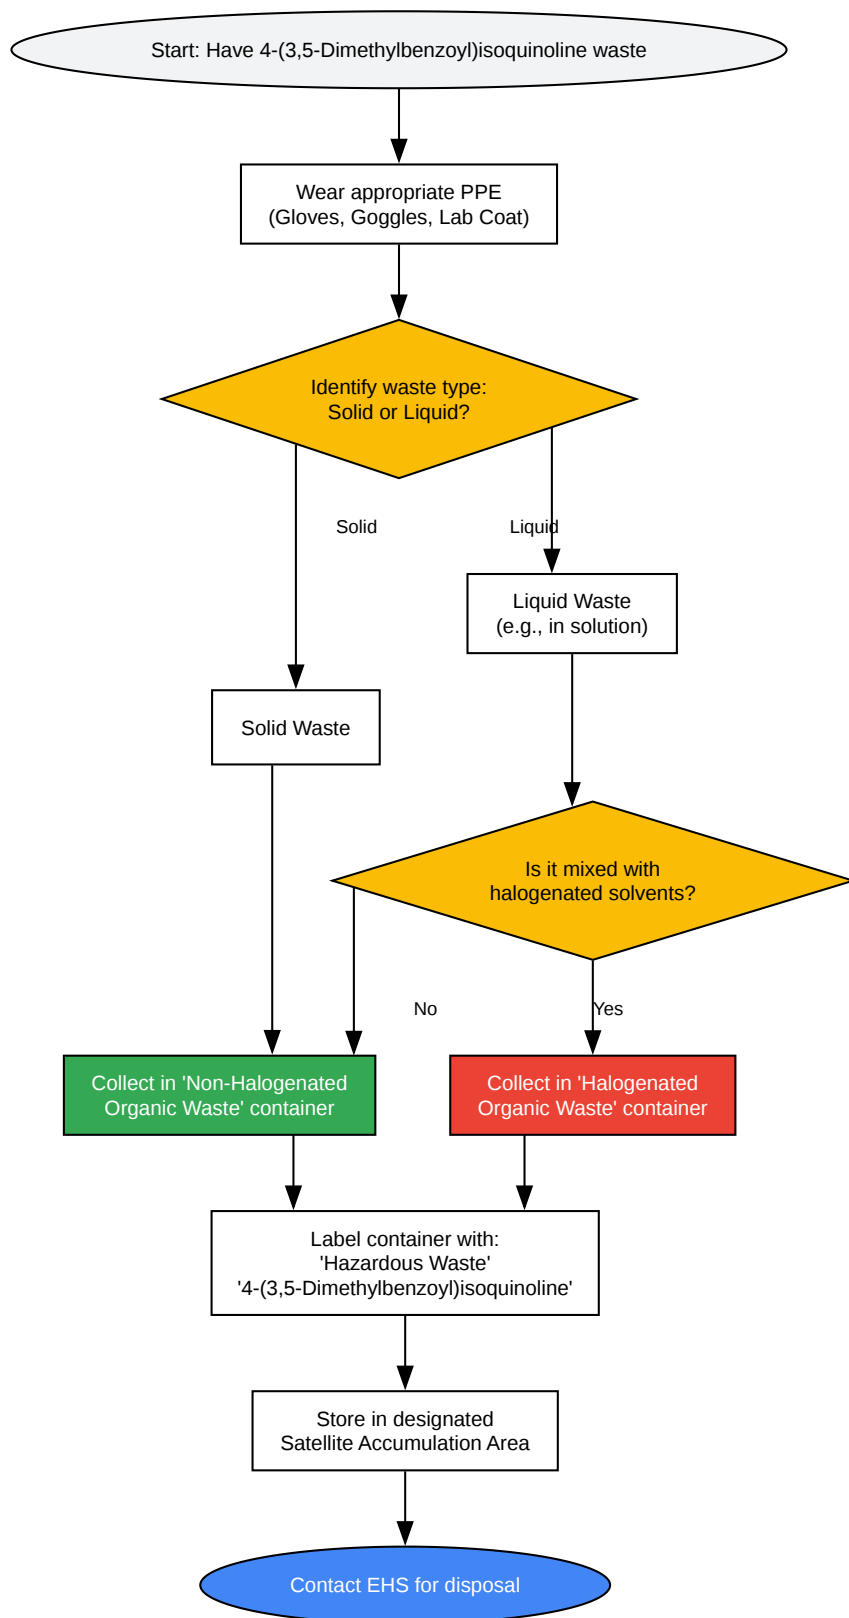 Start: Have 4-(3,5-Dimethylbenzoyl)isoquinoline waste
Wear appropriate PPE
(Gloves, Goggles, Lab Coat)
Identify waste type:
Solid or Liquid?
Solid
Liquid
Liquid Waste
(e.g., in solution)
Solid Waste
Is it mixed with
halogenated solvents?
No
Yes
Collect in 'Non-Halogenated
Organic Waste' container
Collect in 'Halogenated
Organic Waste' container
Label container with:
'Hazardous Waste'
'4-(3,5-Dimethylbenzoyl)isoquinoline'
Store in designated
Satellite Accumulation Area
Contact EHS for disposal